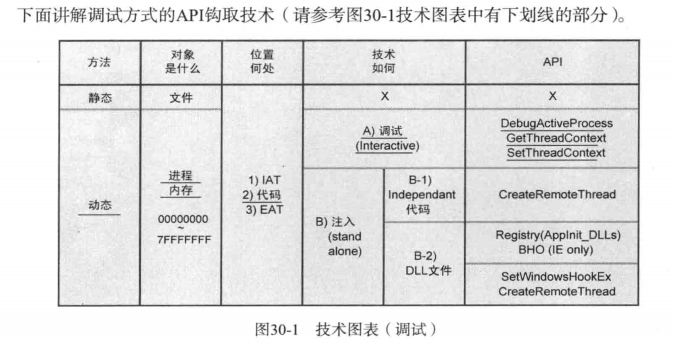 下面讲解调试方式的API钩取技术（请参考图30-1技术图表中有下划线的部分）。
方法
对象
是什么
位置
何处
技术
如何
API
静态
文件
X
X
动态
进程
内存
00000000
~
7FFFFFFF
1) IAT
2) 代码
3) EAT
A) 调试
(Interactive)
DebugActiveProcess
GetThreadContext
SetThreadContext
B) 注入
(stand
alone)
B-1)
Independant
代码
CreateRemoteThread
B-2)
DLL文件
Registry(AppInit_DLLs)
BHO (IE only)
SetWindowsHookEx
CreateRemoteThread
图30-1 技术图表（调试）